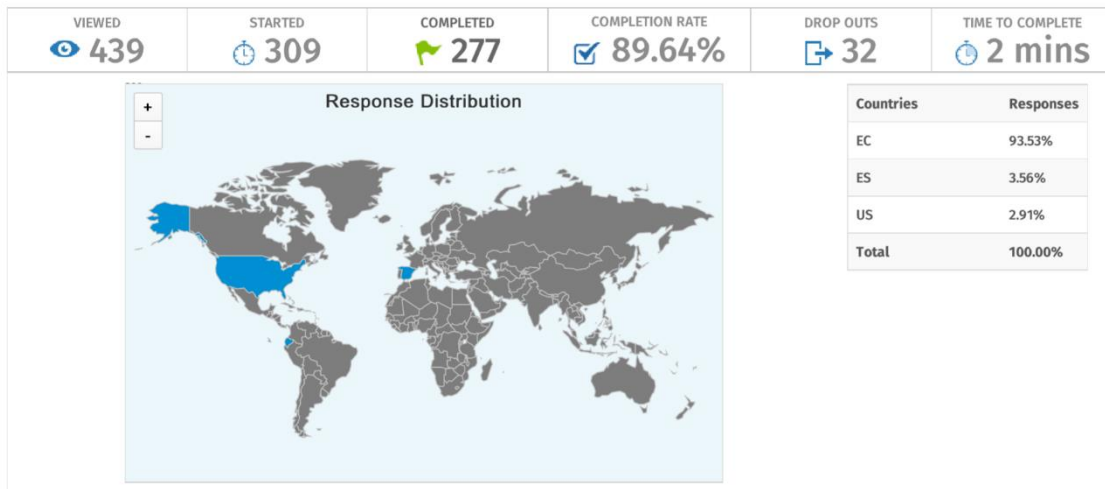 VIEWED
439
STARTED
309
COMPLETED
277
COMPLETION RATE
89.64%
DROP OUTS
32
TIME TO COMPLETE
2 mins
+
-
Response Distribution
Countries Responses
EC 93.53%
ES 3.56%
US 2.91%
Total 100.00%